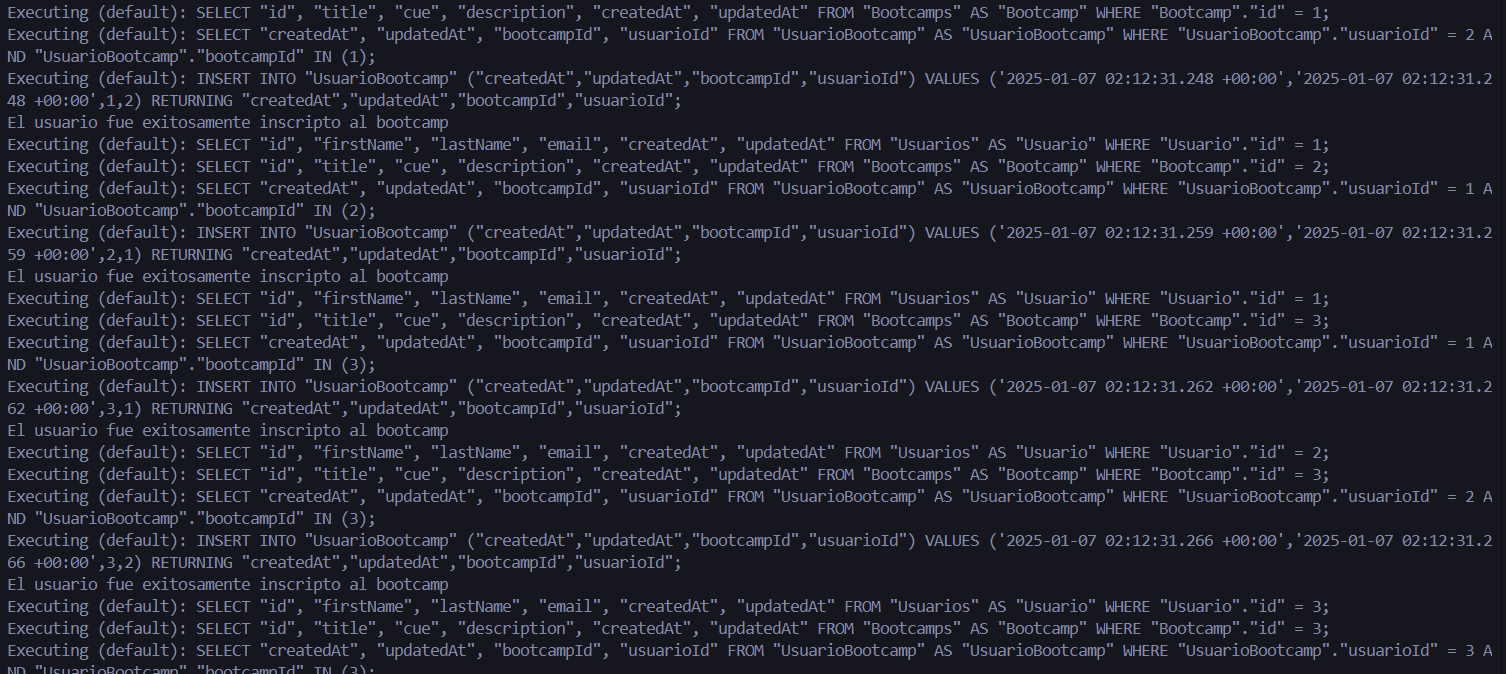 Executing (default): SELECT "id", "title", "cue", "description", "createdAt", "updatedAt" FROM "Bootcamps" AS "Bootcamp" WHERE "Bootcamp"."id" = 1;
Executing (default): SELECT "createdAt", "updatedAt", "bootcampId", "usuarioId" FROM "UsuarioBootcamp" AS "UsuarioBootcamp" WHERE "UsuarioBootcamp"."usuarioId" = 2 A
ND "UsuarioBootcamp"."bootcampId" IN (1);
Executing (default): INSERT INTO "UsuarioBootcamp" ("createdAt","updatedAt","bootcampId","usuarioId") VALUES ('2025-01-07 02:12:31.248 +00:00','2025-01-07 02:12:31.2
48 +00:00',1,2) RETURNING "createdAt","updatedAt","bootcampId","usuarioId";
El usuario fue exitosamente inscripto al bootcamp
Executing (default): SELECT "id", "firstName", "lastName", "email", "createdAt", "updatedAt" FROM "Usuarios" AS "Usuario" WHERE "Usuario"."id" = 1;
Executing (default): SELECT "id", "title", "cue", "description", "createdAt", "updatedAt" FROM "Bootcamps" AS "Bootcamp" WHERE "Bootcamp"."id" = 2;
Executing (default): SELECT "createdAt", "updatedAt", "bootcampId", "usuarioId" FROM "UsuarioBootcamp" AS "UsuarioBootcamp" WHERE "UsuarioBootcamp"."usuarioId" = 1 A
ND "UsuarioBootcamp"."bootcampId" IN (2);
Executing (default): INSERT INTO "UsuarioBootcamp" ("createdAt","updatedAt","bootcampId","usuarioId") VALUES ('2025-01-07 02:12:31.259 +00:00','2025-01-07 02:12:31.2
59 +00:00',2,1) RETURNING "createdAt","updatedAt","bootcampId","usuarioId";
El usuario fue exitosamente inscripto al bootcamp
Executing (default): SELECT "id", "firstName", "lastName", "email", "createdAt", "updatedAt" FROM "Usuarios" AS "Usuario" WHERE "Usuario"."id" = 1;
Executing (default): SELECT "id", "title", "cue", "description", "createdAt", "updatedAt" FROM "Bootcamps" AS "Bootcamp" WHERE "Bootcamp"."id" = 3;
Executing (default): SELECT "createdAt", "updatedAt", "bootcampId", "usuarioId" FROM "UsuarioBootcamp" AS "UsuarioBootcamp" WHERE "UsuarioBootcamp"."usuarioId" = 1 A
ND "UsuarioBootcamp"."bootcampId" IN (3);
Executing (default): INSERT INTO "UsuarioBootcamp" ("createdAt","updatedAt","bootcampId","usuarioId") VALUES ('2025-01-07 02:12:31.262 +00:00','2025-01-07 02:12:31.2
62 +00:00',3,1) RETURNING "createdAt","updatedAt","bootcampId","usuarioId";
El usuario fue exitosamente inscripto al bootcamp
Executing (default): SELECT "id", "firstName", "lastName", "email", "createdAt", "updatedAt" FROM "Usuarios" AS "Usuario" WHERE "Usuario"."id" = 2;
Executing (default): SELECT "id", "title", "cue", "description", "createdAt", "updatedAt" FROM "Bootcamps" AS "Bootcamp" WHERE "Bootcamp"."id" = 3;
Executing (default): SELECT "createdAt", "updatedAt", "bootcampId", "usuarioId" FROM "UsuarioBootcamp" AS "UsuarioBootcamp" WHERE "UsuarioBootcamp"."usuarioId" = 2 A
ND "UsuarioBootcamp"."bootcampId" IN (3);
Executing (default): INSERT INTO "UsuarioBootcamp" ("createdAt","updatedAt","bootcampId","usuarioId") VALUES ('2025-01-07 02:12:31.266 +00:00','2025-01-07 02:12:31.2
66 +00:00',3,2) RETURNING "createdAt","updatedAt","bootcampId","usuarioId";
El usuario fue exitosamente inscripto al bootcamp
Executing (default): SELECT "id", "firstName", "lastName", "email", "createdAt", "updatedAt" FROM "Usuarios" AS "Usuario" WHERE "Usuario"."id" = 3;
Executing (default): SELECT "id", "title", "cue", "description", "createdAt", "updatedAt" FROM "Bootcamps" AS "Bootcamp" WHERE "Bootcamp"."id" = 3;
Executing (default): SELECT "createdAt", "updatedAt", "bootcampId", "usuarioId" FROM "UsuarioBootcamp" AS "UsuarioBootcamp" WHERE "UsuarioBootcamp"."usuarioId" = 3 A
ND "UsuarioBootcamp"."bootcampId" IN (3);